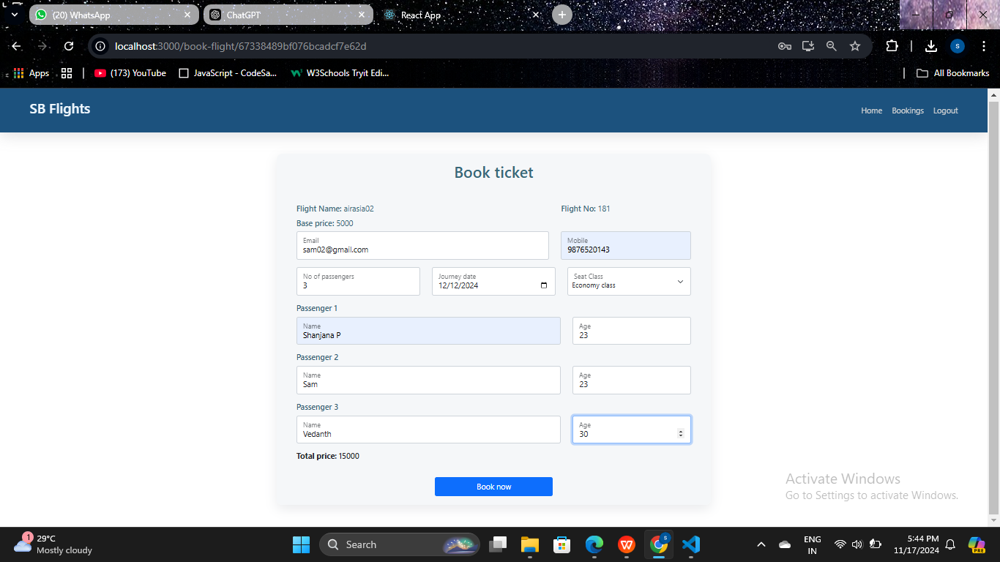 (20) WhatsApp
ChatGPT
React App
localhost:3000/book-flight/67338489bf076bcadcf7e62d
S
Apps
(173) YouTube
JavaScript - CodeSa...
W3Schools Tryit Edi...
All Bookmarks
SB Flights
Home Bookings Logout
Book ticket
Flight Name: airasia02 Flight No: 181
Base price: 5000
Email
sam02@gmail.com
Mobile
9876520143
No of passengers
3
Journey date
12/12/2024
Seat Class
Economy class
Passenger 1
Name
Shanjana P
Age
23
Passenger 2
Name
Sam
Age
23
Passenger 3
Name
Vedanth
Age
30
Total price: 15000
Book now
Activate Windows
Go to Settings to activate Windows.
1
29°C
Mostly cloudy
Search
W
S
ENG
IN
5:44 PM
11/17/2024
PRE